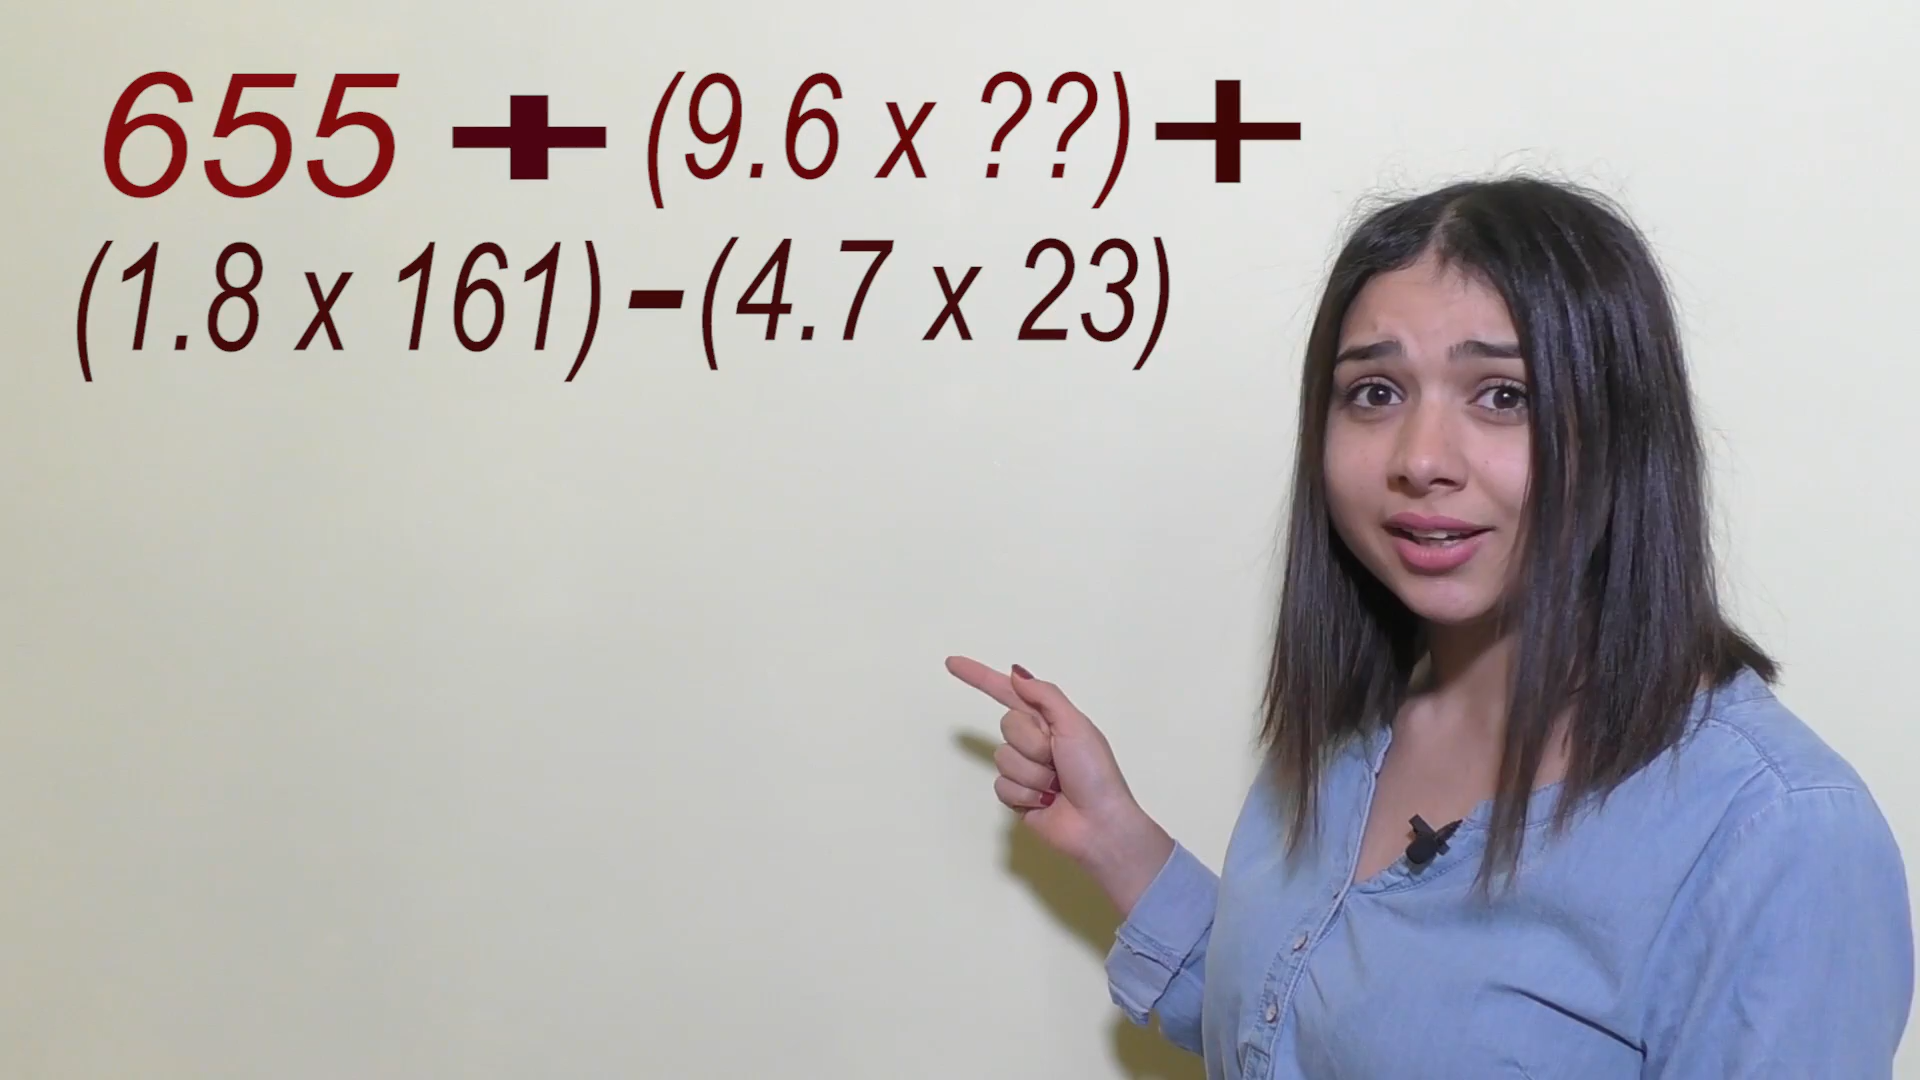 655 + (9.6 x ??) +
(1.8 x 161) - (4.7 x 23)